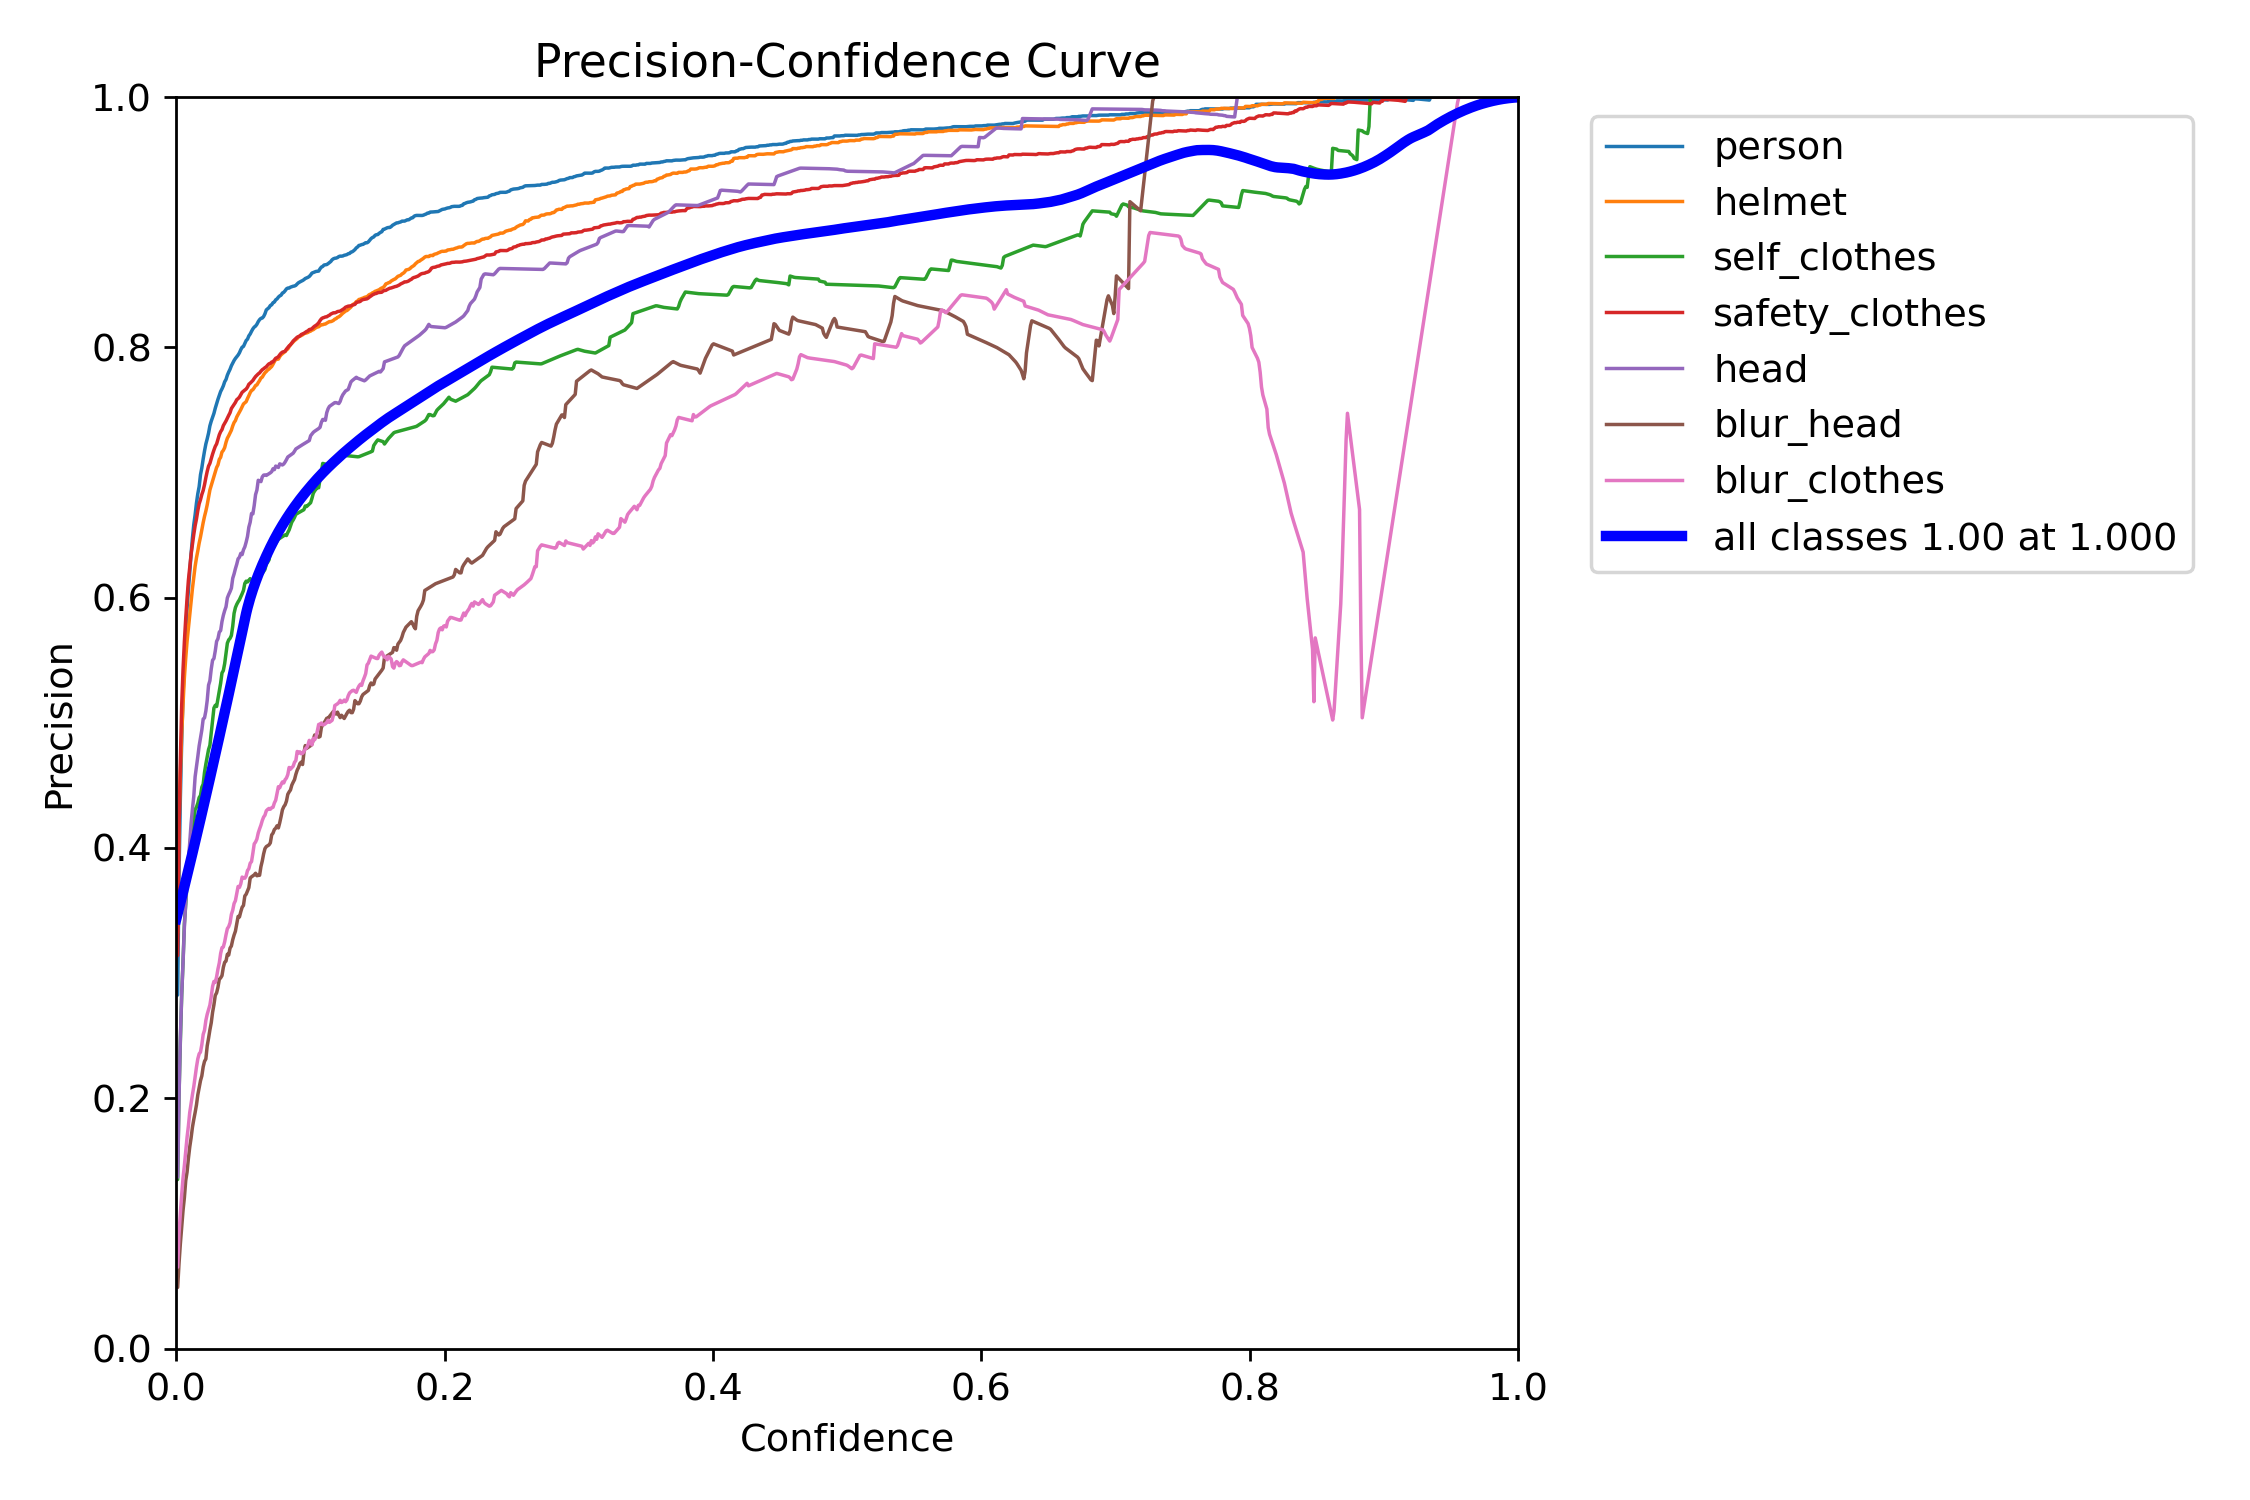 Precision-Confidence Curve
1.0
0.8
0.6
0.4
0.2
0.0
Precision
0.0 0.2 0.4 0.6 0.8 1.0
Confidence
person
helmet
self_clothes
safety_clothes
head
blur_head
blur_clothes
all classes 1.00 at 1.000